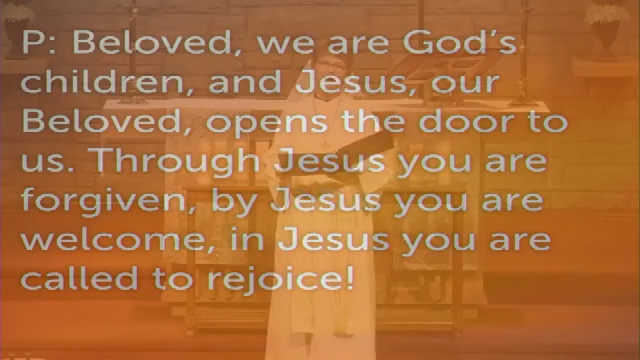 P: Beloved, we are God's
children, and Jesus, our
Beloved, opens the door to
us. Through Jesus you are
forgiven, by Jesus you are
welcome, in Jesus you are
called to rejoice!